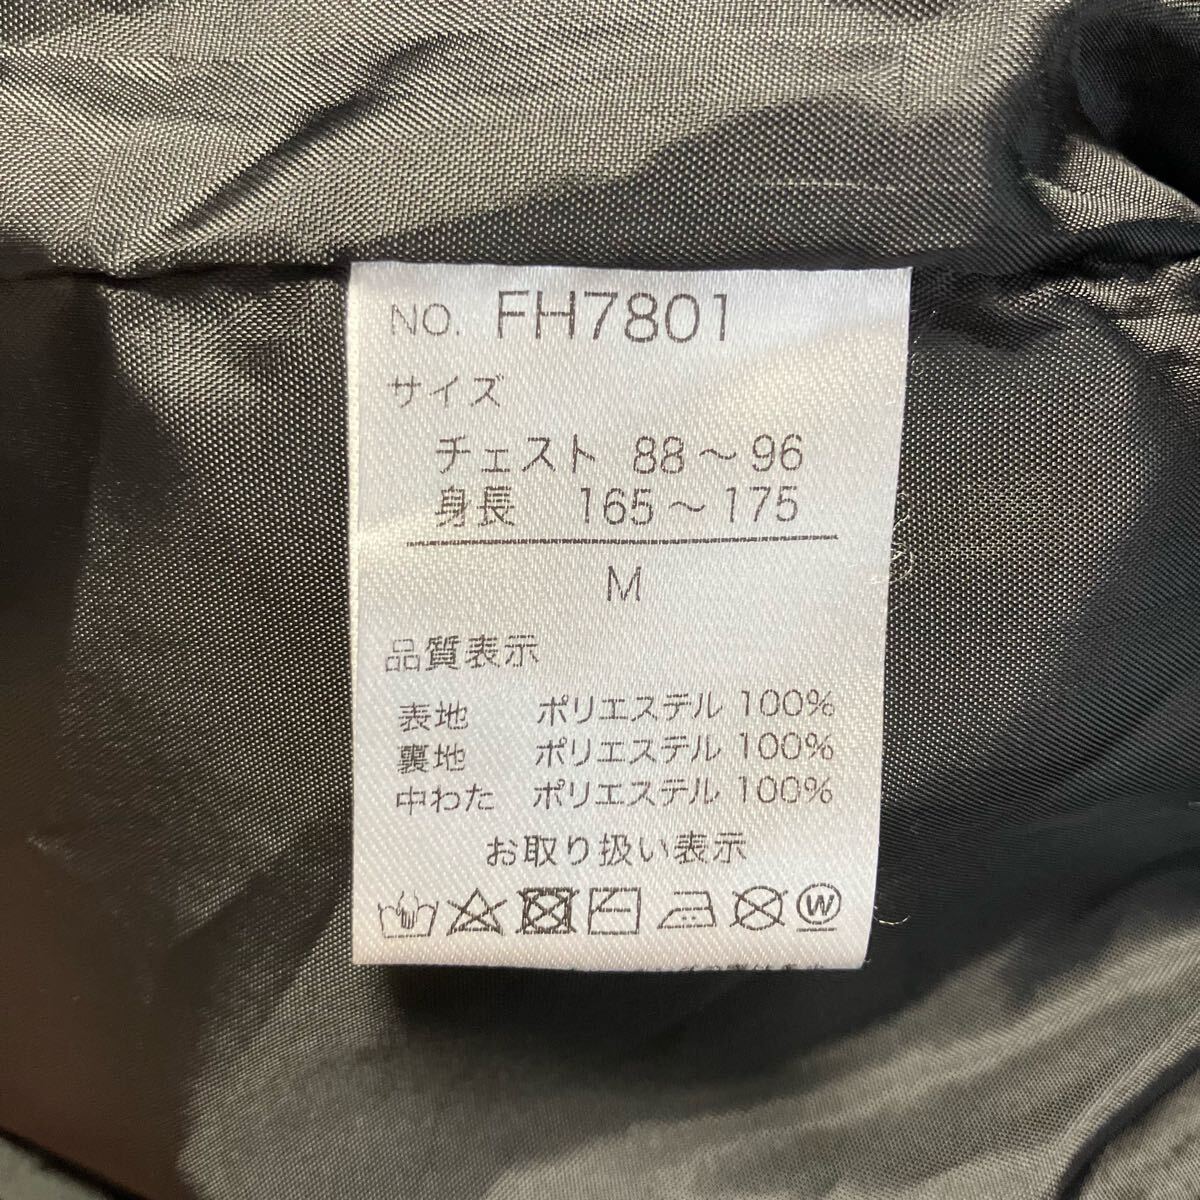 NO. FH7801
サイズ
チェスト 88～96
身長 165～175
M
品質表示
表地 ポリエステル 100%
裏地 ポリエステル 100%
中わた ポリエステル 100%
お取り扱い表示
W